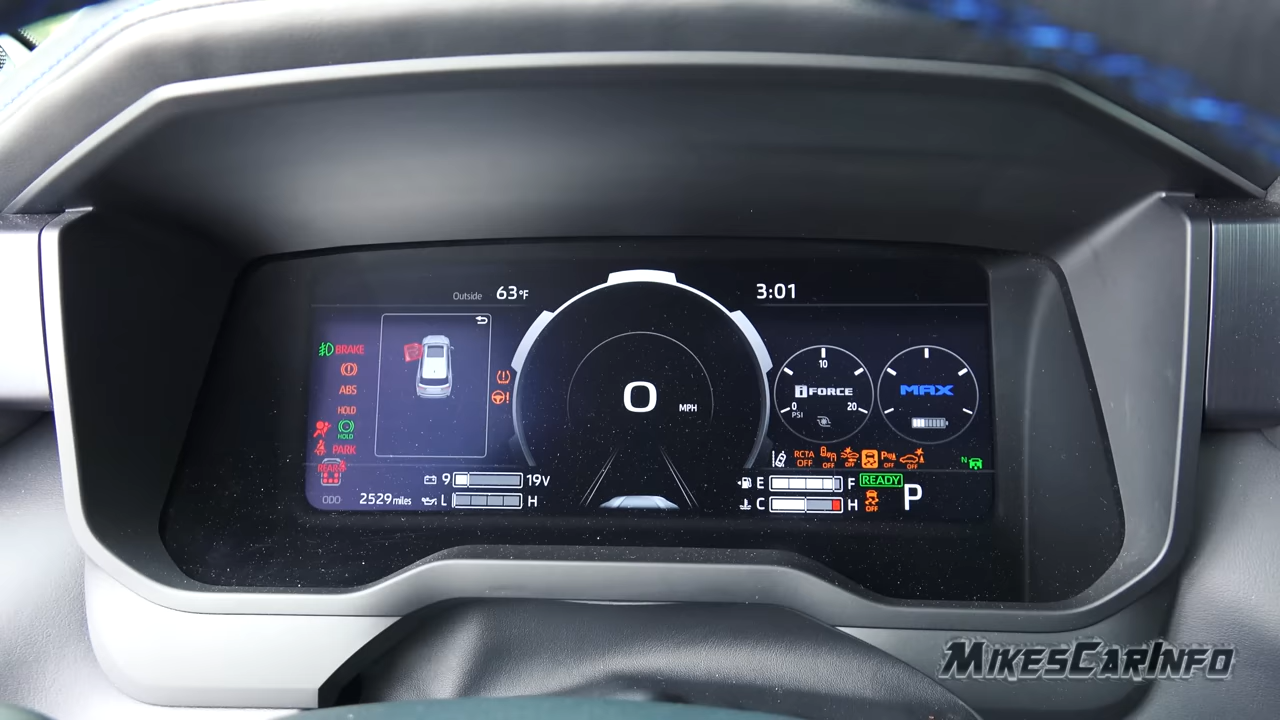 Outside 63°F
3:01
BRAKE
ABS
HOLD
HOLD
PARK
REAR
ODO 2529 miles
9 19V
L H
0 MPH
10
iFORCE
0 20
PSI
MAX
RCTA
OFF
OFF
OFF
OFF
OFF
N
E F
READY
C H
OFF
P
MIKESCARINFO